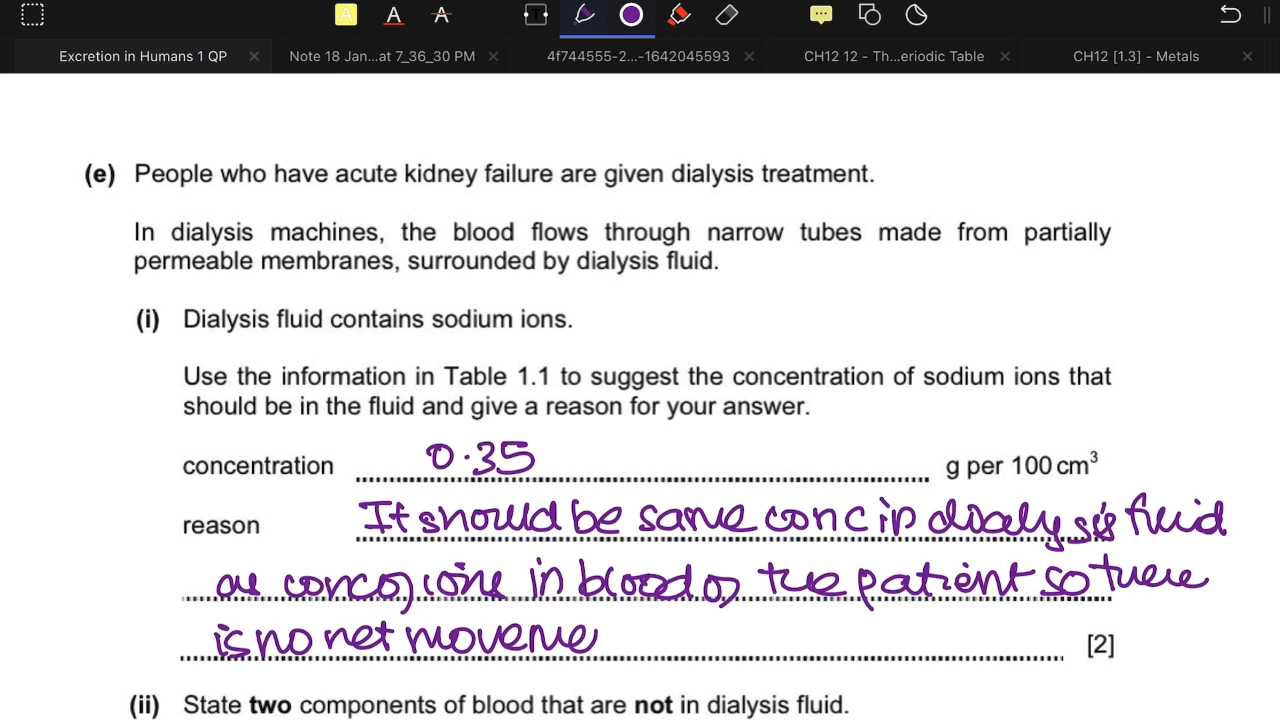 Excretion in Humans 1 QP
Note 18 Jan...at 7_36_30 PM
4f744555-2...-1642045593
CH12 12 - Th...eriodic Table
CH12 [1.3] - Metals
(e) People who have acute kidney failure are given dialysis treatment.
In dialysis machines, the blood flows through narrow tubes made from partially
permeable membranes, surrounded by dialysis fluid.
(i) Dialysis fluid contains sodium ions.
Use the information in Table 1.1 to suggest the concentration of sodium ions that
should be in the fluid and give a reason for your answer.
concentration 0.35 g per 100 cm³
reason It should be same conc in dialysis fluid
as conc of ions in blood of the patient so there
is no net moveme [2]
(ii) State two components of blood that are not in dialysis fluid.